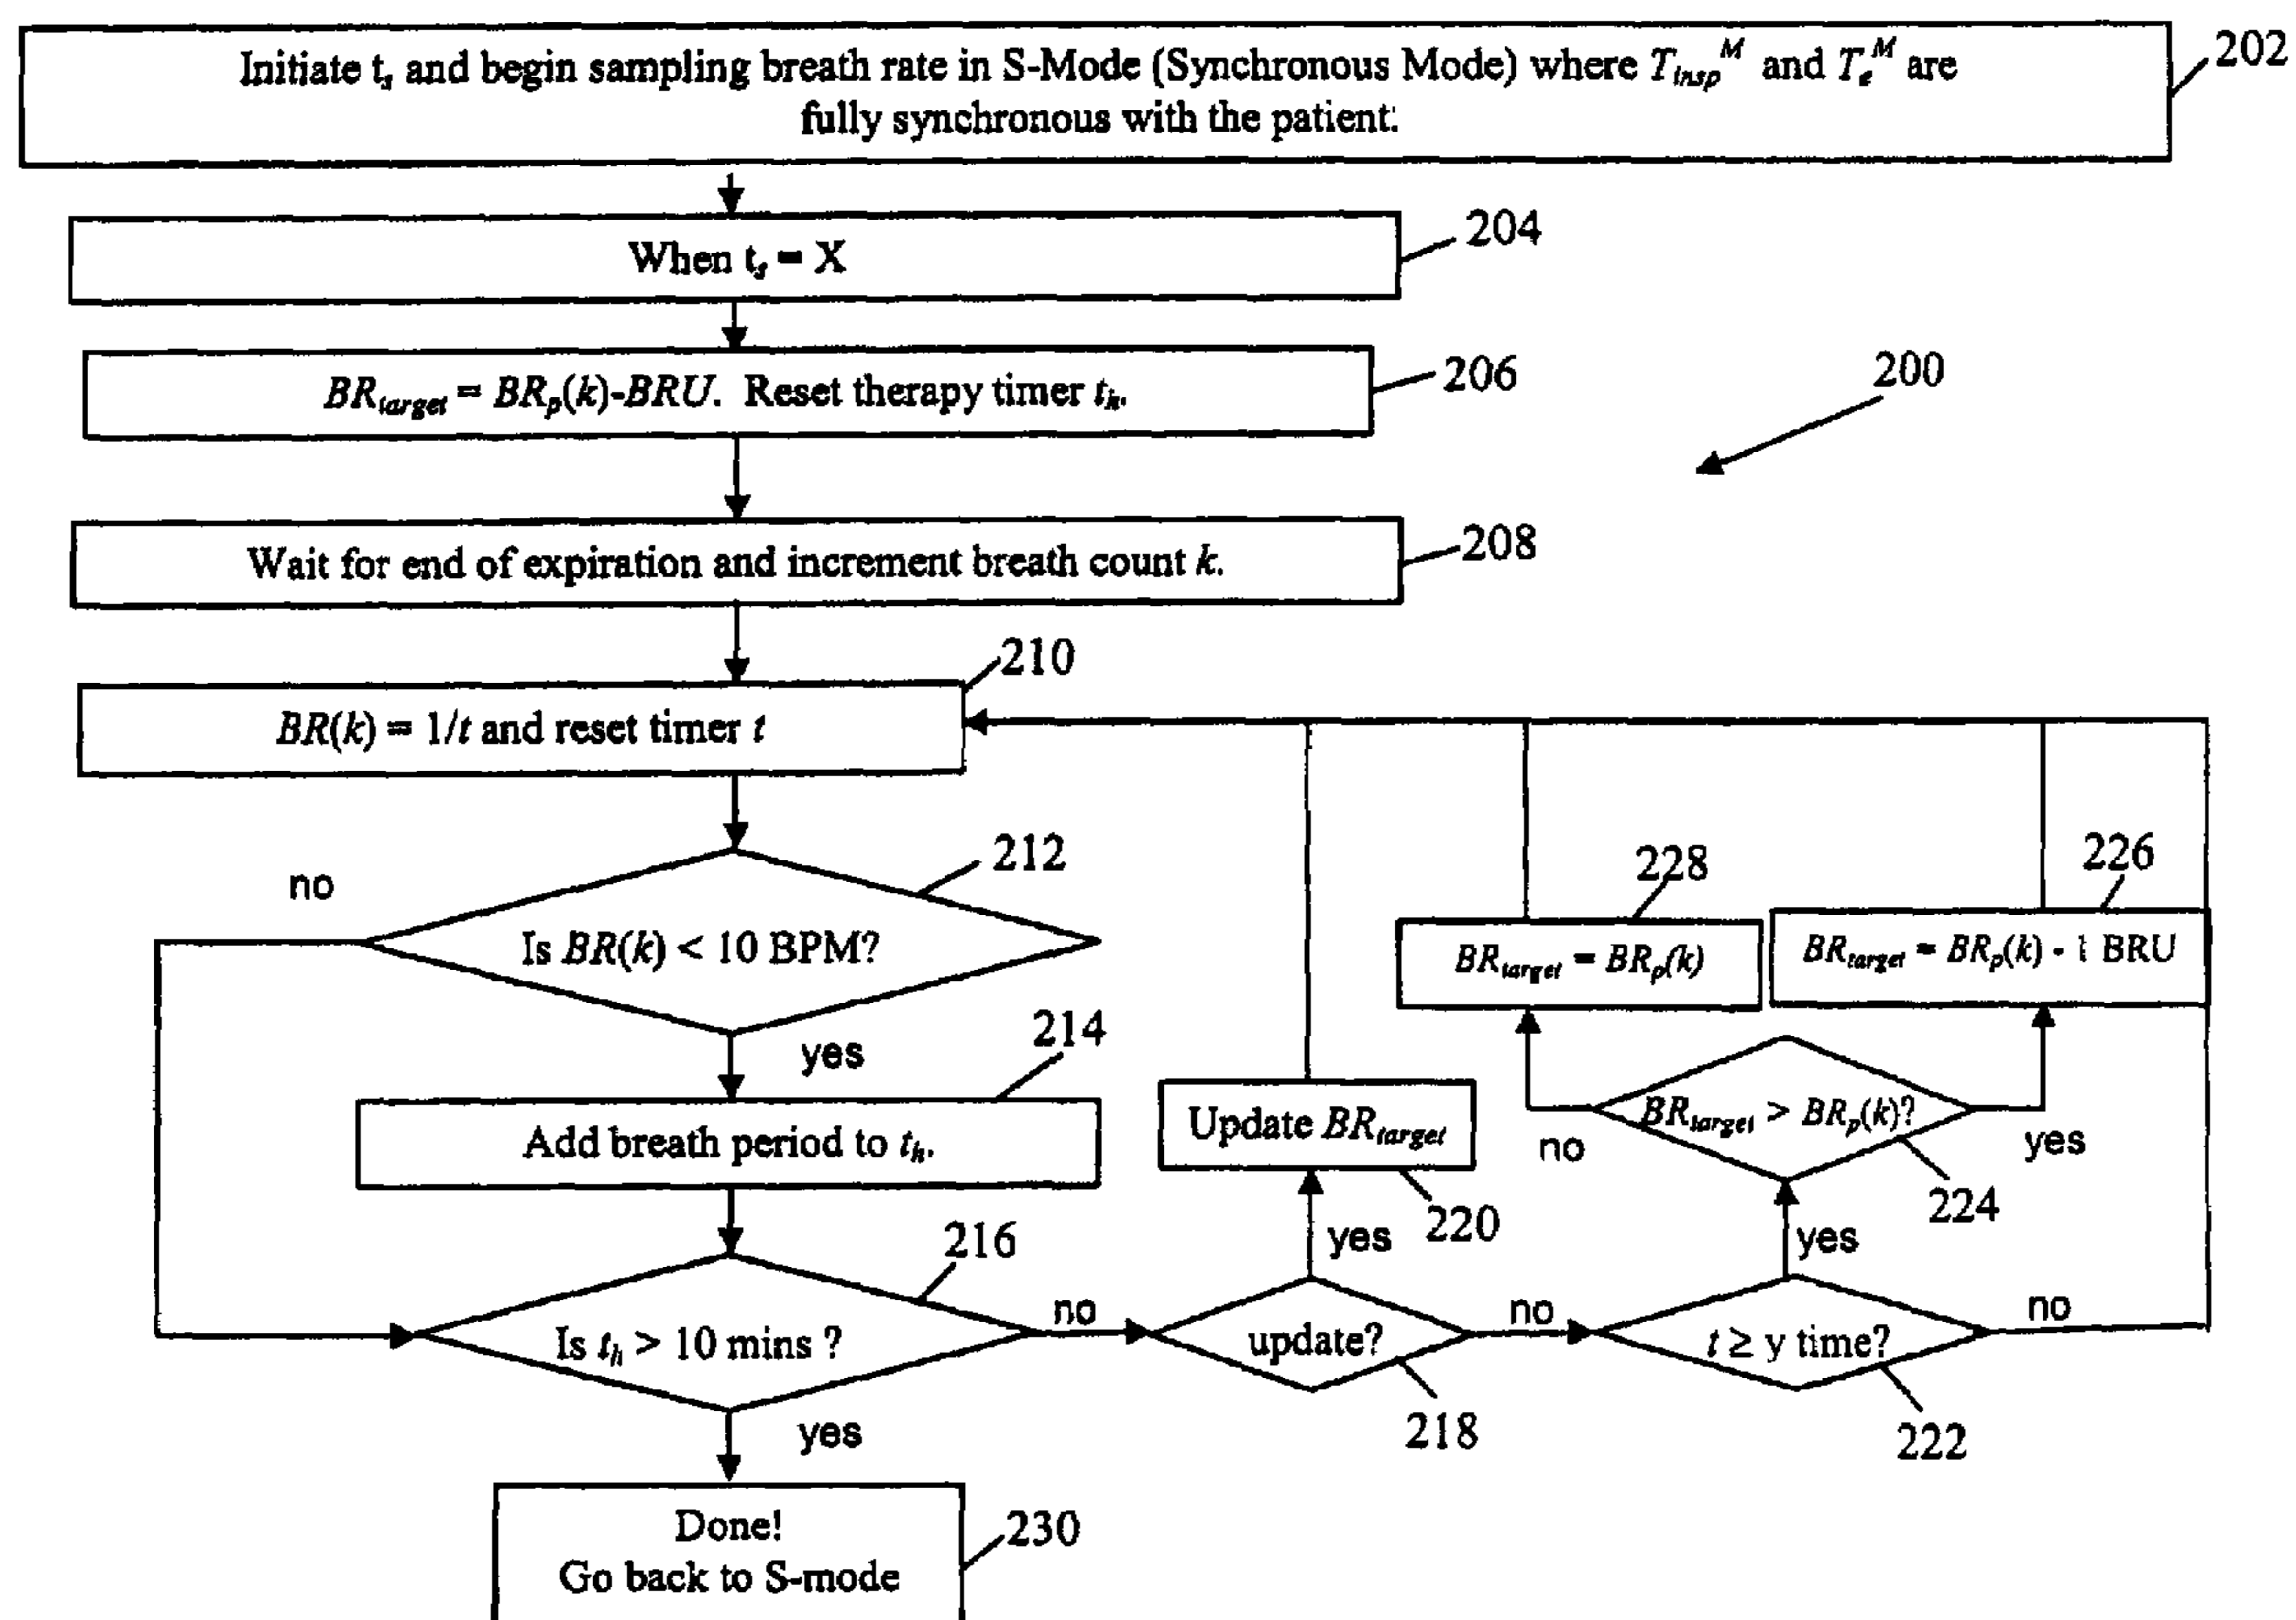 Initiate tₛ and begin sampling breath rate in S-Mode (Synchronous Mode) where T_insp^M and T_e^M are
fully synchronous with the patient:
202
When tₛ = X
204
BR_target = BR_p(k)-BRU. Reset therapy timer t_h.
206
200
Wait for end of expiration and increment breath count k.
208
210
BR(k) = 1/t and reset timer t
212
no
Is BR(k) < 10 BPM?
yes
214
Add breath period to t_h.
216
Is t_h > 10 mins ?
no
yes
update?
218
yes
no
Update BR_target
220
t ≥ y time?
222
yes
no
BR_target > BR_p(k)?
224
no
yes
228
BR_target = BR_p(k)
226
BR_target = BR_p(k) - 1 BRU
Done!
Go back to S-mode
230